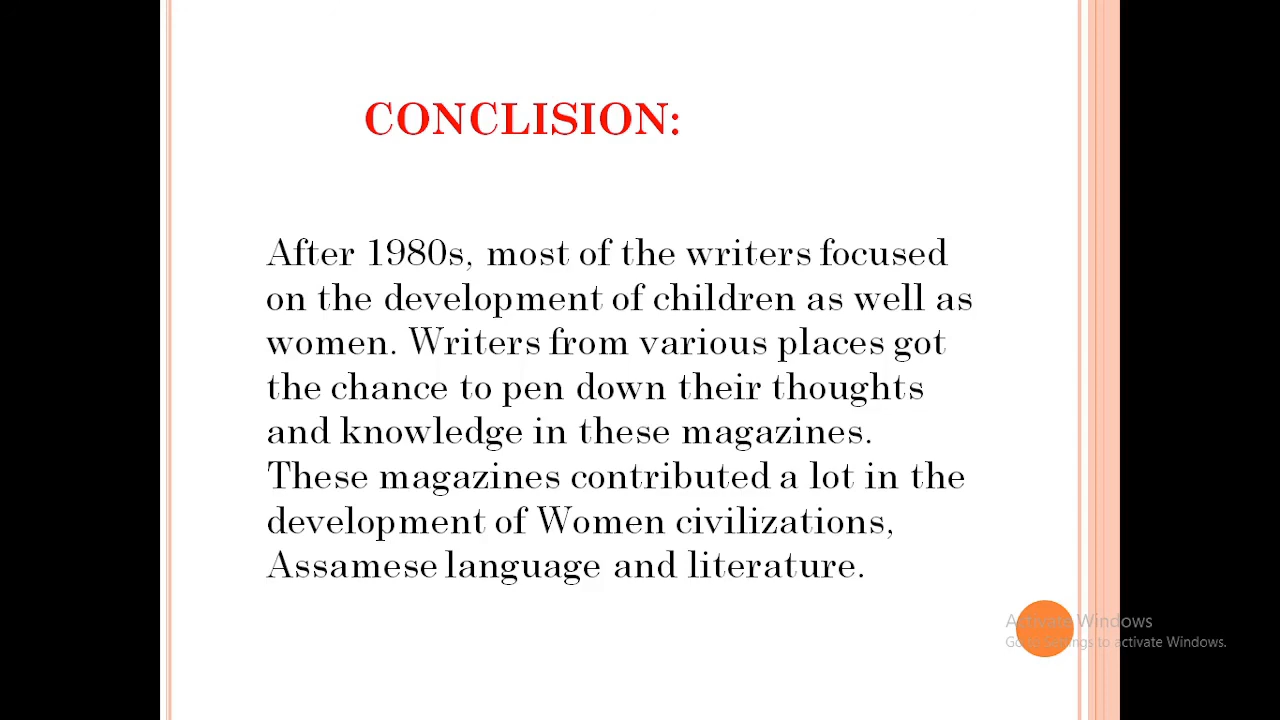 CONCLISION:
After 1980s, most of the writers focused
on the development of children as well as
women. Writers from various places got
the chance to pen down their thoughts
and knowledge in these magazines.
These magazines contributed a lot in the
development of Women civilizations,
Assamese language and literature.
Activate Windows
Go to Settings to activate Windows.